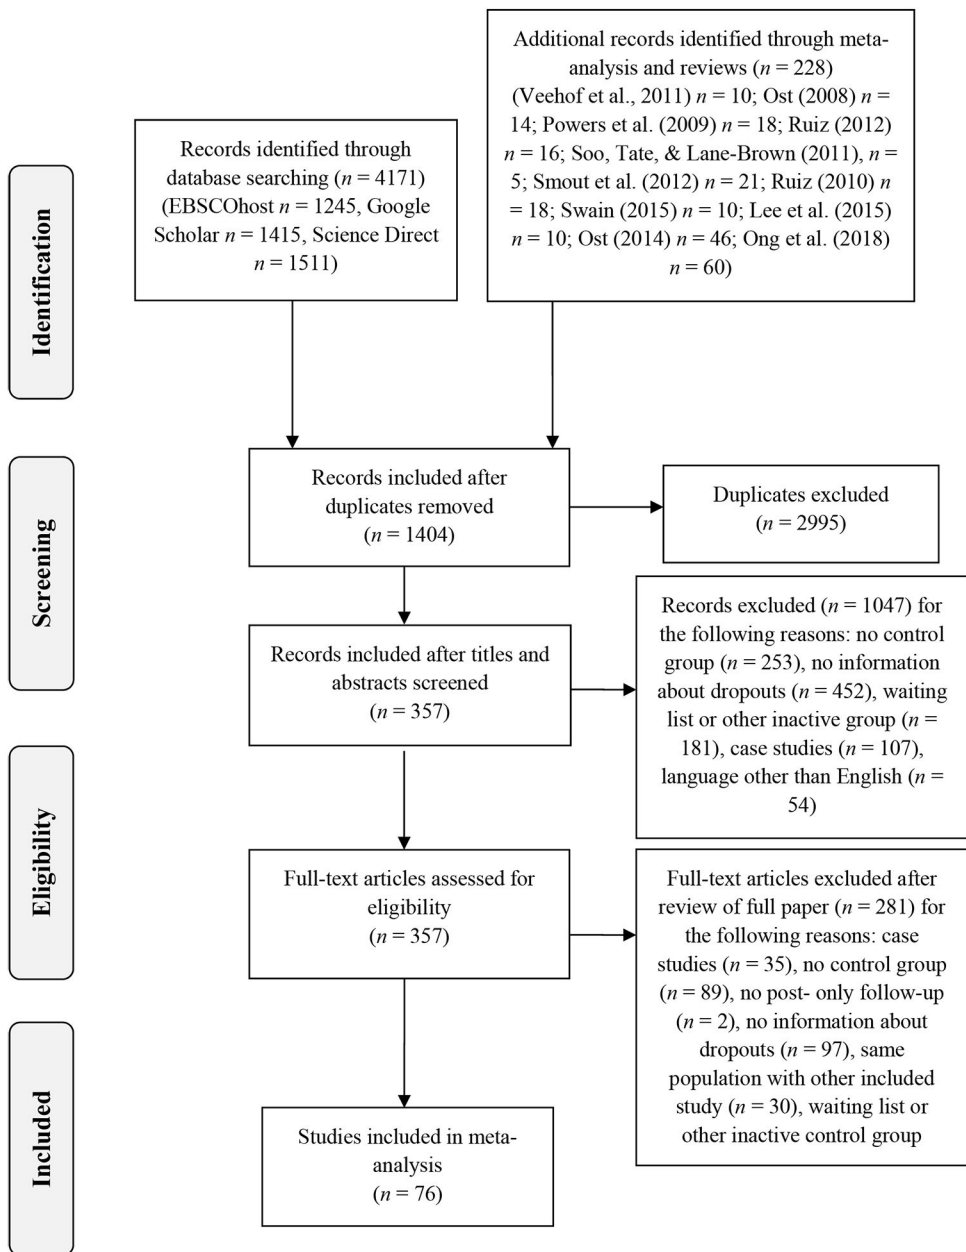 Additional records identified through meta-
analysis and reviews (n = 228)
(Veehof et al., 2011) n = 10; Ost (2008) n =
14; Powers et al. (2009) n = 18; Ruiz (2012)
n = 16; Soo, Tate, & Lane-Brown (2011), n =
5; Smout et al. (2012) n = 21; Ruiz (2010) n
= 18; Swain (2015) n = 10; Lee et al. (2015)
n = 10; Ost (2014) n = 46; Ong et al. (2018)
n = 60)
Records identified through
database searching (n = 4171)
(EBSCOhost n = 1245, Google
Scholar n = 1415, Science Direct
n = 1511)
Identification
Records included after
duplicates removed
(n = 1404)
Duplicates excluded
(n = 2995)
Screening
Records included after titles and
abstracts screened
(n = 357)
Records excluded (n = 1047) for
the following reasons: no control
group (n = 253), no information
about dropouts (n = 452), waiting
list or other inactive group (n =
181), case studies (n = 107),
language other than English (n =
54)
Eligibility
Full-text articles assessed for
eligibility
(n = 357)
Full-text articles excluded after
review of full paper (n = 281) for
the following reasons: case
studies (n = 35), no control group
(n = 89), no post- only follow-up
(n = 2), no information about
dropouts (n = 97), same
population with other included
study (n = 30), waiting list or
other inactive control group
Included
Studies included in meta-
analysis
(n = 76)